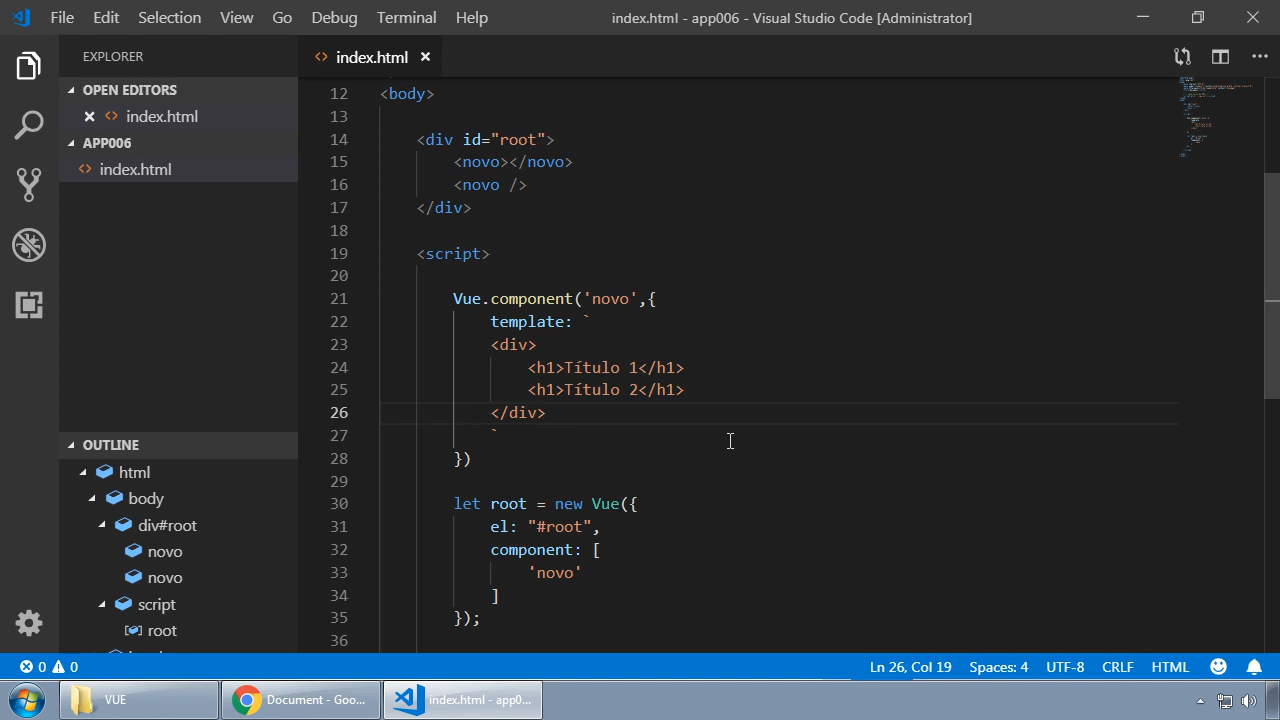 File Edit Selection View Go Debug Terminal Help
index.html - app006 - Visual Studio Code [Administrator]
EXPLORER
OPEN EDITORS
index.html
APP006
index.html
OUTLINE
html
body
div#root
novo
novo
script
root
index.html
12 <body>
13
14 <div id="root">
15 <novo></novo>
16 <novo />
17 </div>
18
19 <script>
20
21 Vue.component('novo',{
22 template: `
23 <div>
24 <h1>Título 1</h1>
25 <h1>Título 2</h1>
26 </div>
27 `
28 })
29
30 let root = new Vue({
31 el: "#root",
32 component: [
33 'novo'
34 ]
35 });
36
0 0
Ln 26, Col 19 Spaces: 4 UTF-8 CRLF HTML
VUE
Document - Goo...
index.html - app0...